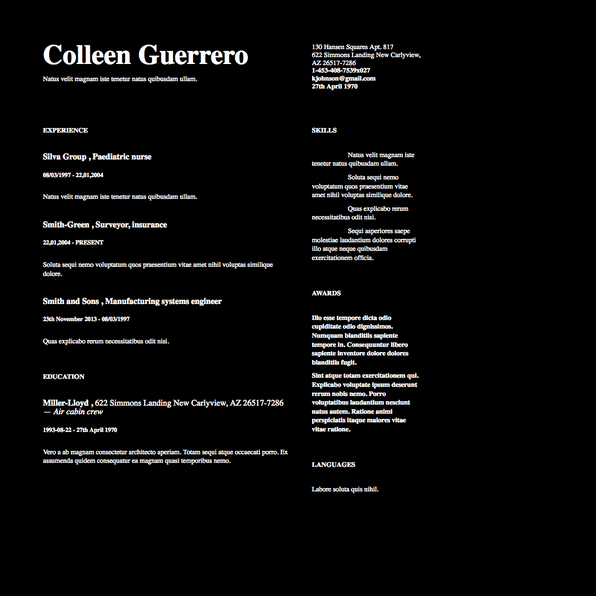 Colleen Guerrero
Natus velit magnam iste tenetur natus quibusdam ullam.
130 Hansen Squares Apt. 817
622 Simmons Landing New Carlyview,
AZ 26517-7286
1-453-408-7539x027
kjohnson@gmail.com
27th April 1970
EXPERIENCE
Silva Group , Paediatric nurse
08/03/1997 - 22,01,2004
Natus velit magnam iste tenetur natus quibusdam ullam.
Smith-Green , Surveyor, insurance
22,01,2004 - PRESENT
Soluta sequi nemo voluptatum quos praesentium vitae amet nihil voluptas similique
dolore.
Smith and Sons , Manufacturing systems engineer
23th November 2013 - 08/03/1997
Quas explicabo rerum necessitatibus odit nisi.
EDUCATION
Miller-Lloyd , 622 Simmons Landing New Carlyview, AZ 26517-7286
— Air cabin crew
1993-08-22 - 27th April 1970
Vero a ab magnam consectetur architecto aperiam. Totam sequi atque occaecati porro. Ex
assumenda quidem consequatur ea magnam quasi temporibus nemo.
SKILLS
Natus velit magnam iste
tenetur natus quibusdam ullam.
Soluta sequi nemo
voluptatum quos praesentium vitae
amet nihil voluptas similique dolore.
Quas explicabo rerum
necessitatibus odit nisi.
Sequi asperiores saepe
molestiae laudantium dolores corrupti
illo atque neque quibusdam
exercitationem officia.
AWARDS
Illo esse tempore dicta odio
cupiditate odio dignissimos.
Numquam blanditiis sapiente
tempore in. Consequuntur libero
sapiente inventore dolore dolores
blanditiis fugit.
Sint atque totam exercitationem qui.
Explicabo voluptate ipsum deserunt
rerum nobis nemo. Porro
voluptatibus laudantium nesciunt
natus autem. Ratione animi
perspiciatis itaque maiores vitae
vitae ratione.
LANGUAGES
Labore soluta quis nihil.